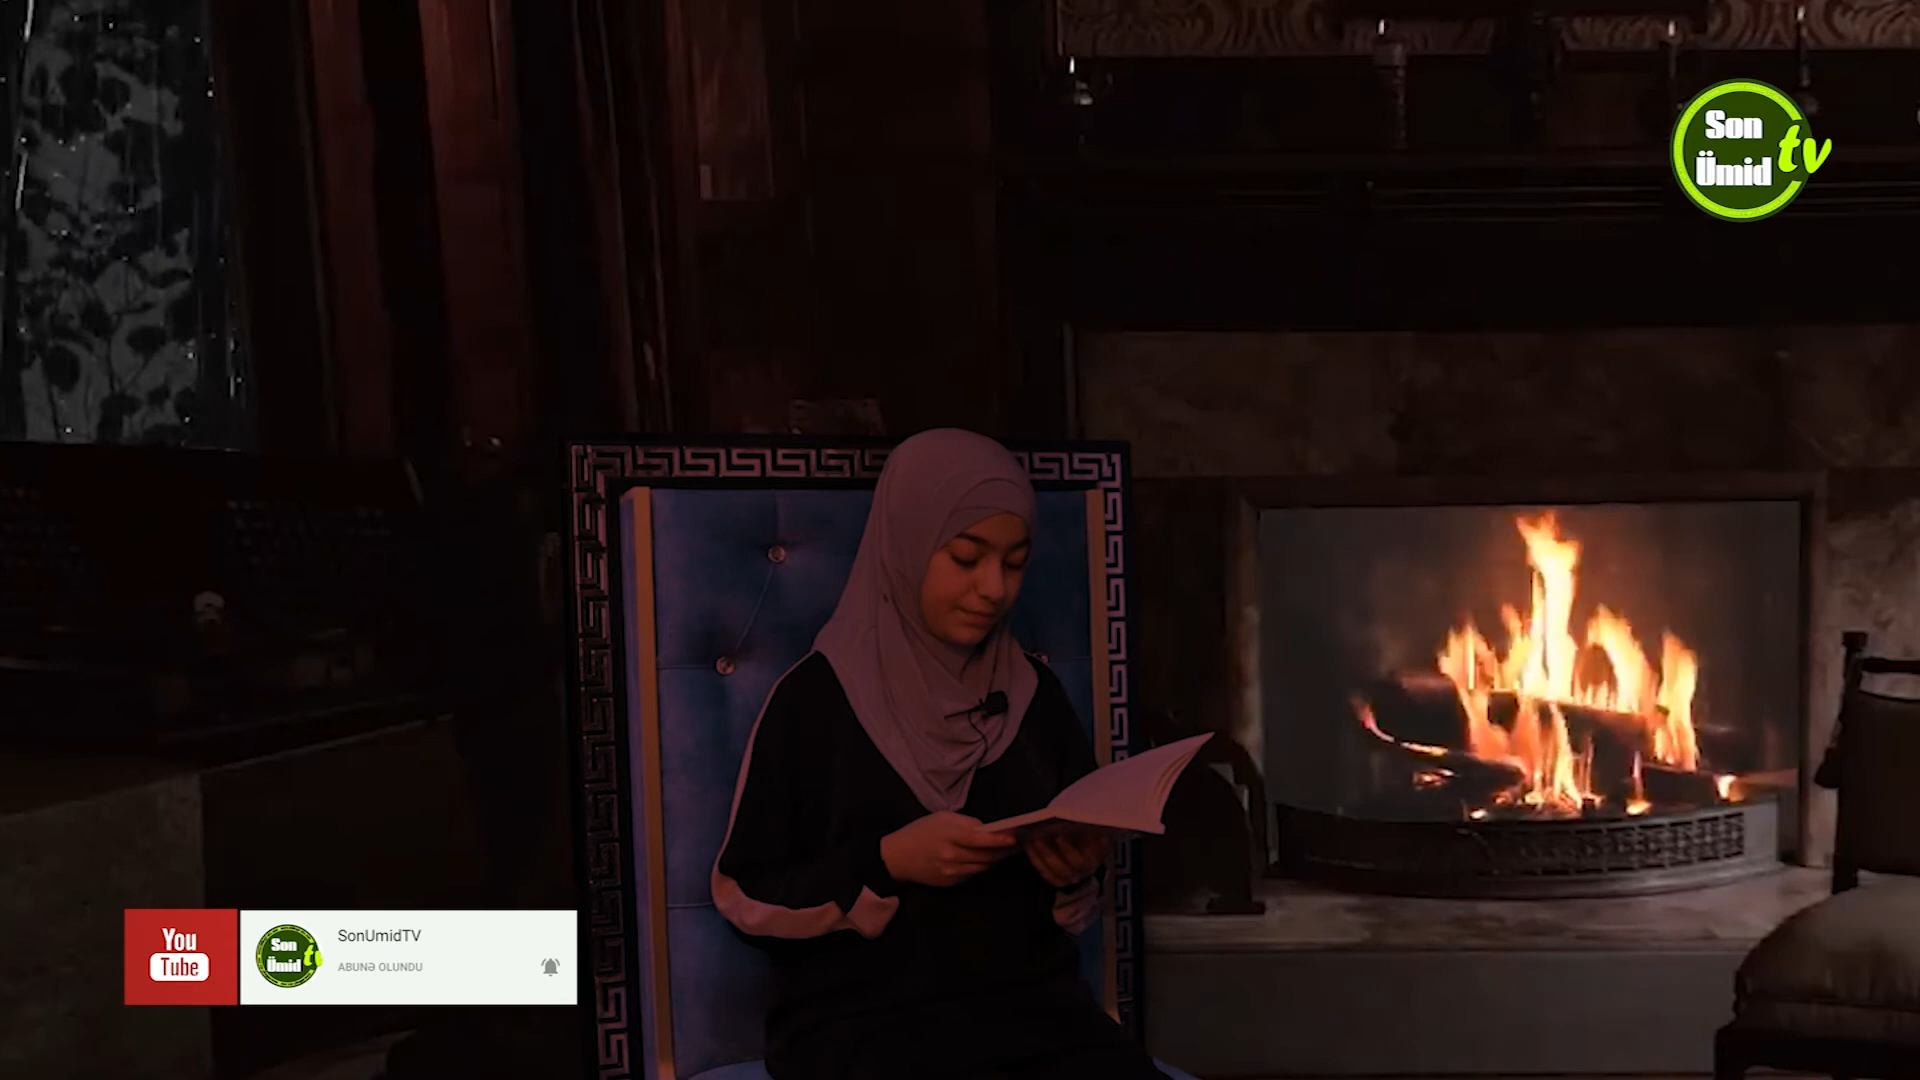 Son
Ümid tv
You
Tube
Son
Ümid tv
SonUmidTV
ABUNƏ OLUNDU